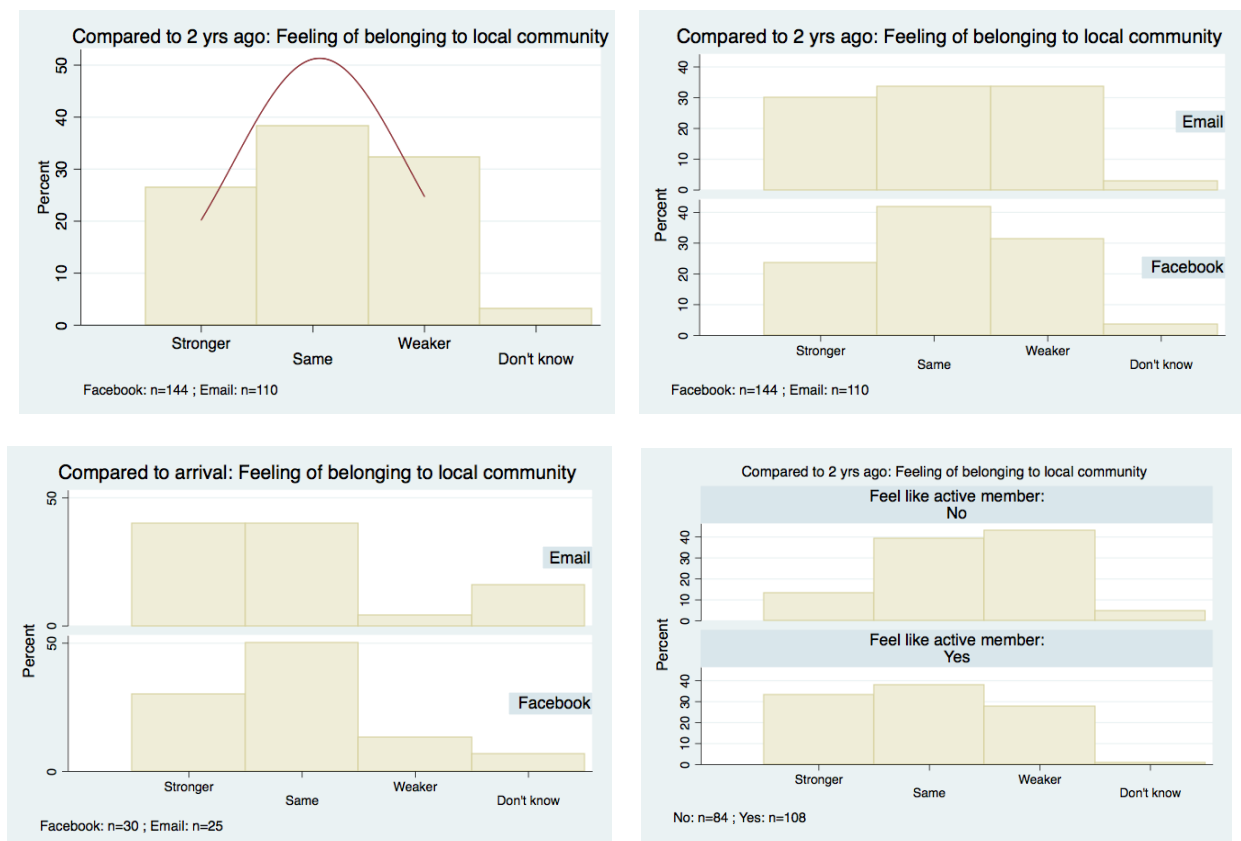 Compared to 2 yrs ago: Feeling of belonging to local community
Percent
50
40
30
20
10
0
Stronger
Same
Weaker
Don't know
Facebook: n=144 ; Email: n=110
Compared to 2 yrs ago: Feeling of belonging to local community
Percent
40
30
20
10
0
Email
40
30
20
10
0
Facebook
Stronger
Same
Weaker
Don't know
Facebook: n=144 ; Email: n=110
Compared to arrival: Feeling of belonging to local community
Percent
50
0
Email
50
0
Facebook
Stronger
Same
Weaker
Don't know
Facebook: n=30 ; Email: n=25
Compared to 2 yrs ago: Feeling of belonging to local community
Percent
Feel like active member:
No
40
30
20
10
0
Feel like active member:
Yes
40
30
20
10
0
Stronger
Same
Weaker
Don't know
No: n=84 ; Yes: n=108